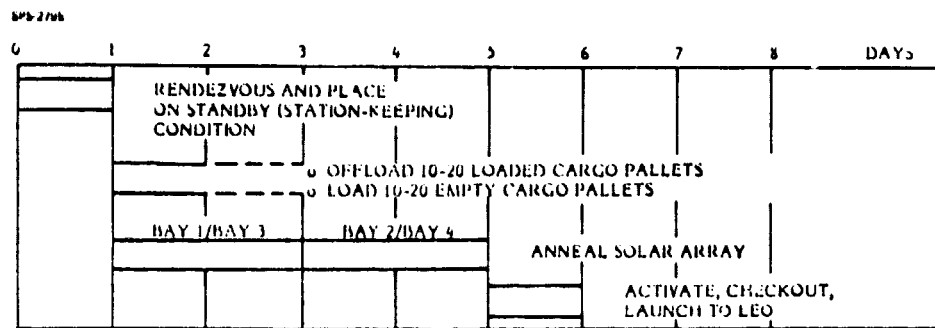 SPS-2796
0 1 2 3 4 5 6 7 8 DAYS
RENDEZVOUS AND PLACE
ON STANDBY (STATION-KEEPING)
CONDITION
o OFFLOAD 10-20 LOADED CARGO PALLETS
o LOAD 10-20 EMPTY CARGO PALLETS
BAY 1/BAY 3 BAY 2/BAY 4
ANNEAL SOLAR ARRAY
ACTIVATE, CHECKOUT,
LAUNCH TO LEO